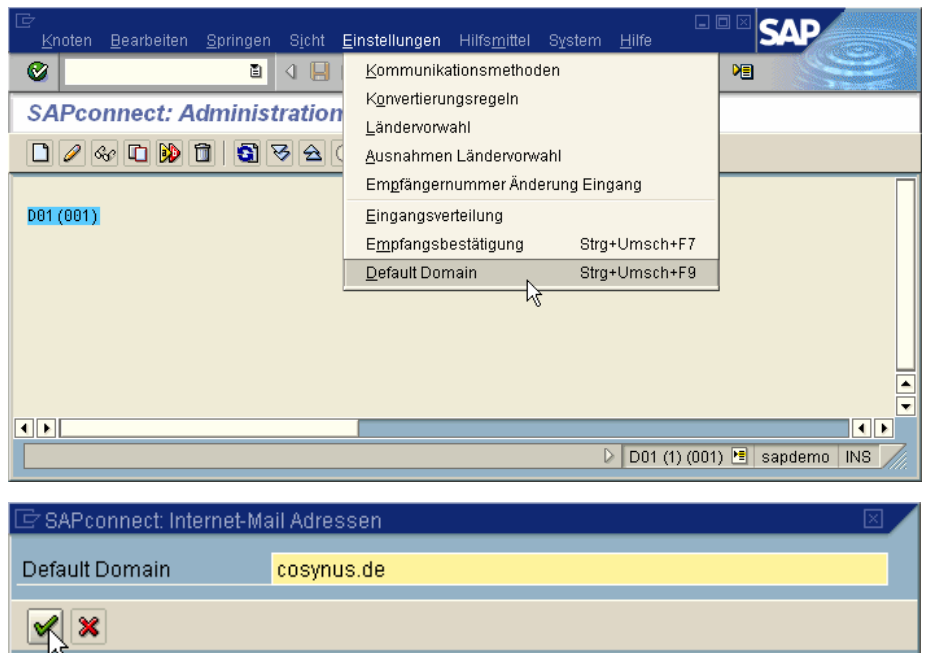 Knoten Bearbeiten Springen Sicht Einstellungen Hilfsmittel System Hilfe
SAP
Kommunikationsmethoden
SAPconnect: Administration
Konvertierungsregeln
Ländervorwahl
Ausnahmen Ländervorwahl
Empfängernummer Änderung Eingang
D01 (001)
Eingangsverteilung
Empfangsbestätigung Strg+Umsch+F7
Default Domain Strg+Umsch+F9
D01 (1) (001) sapdemo INS
SAPconnect: Internet-Mail Adressen
Default Domain cosynus.de